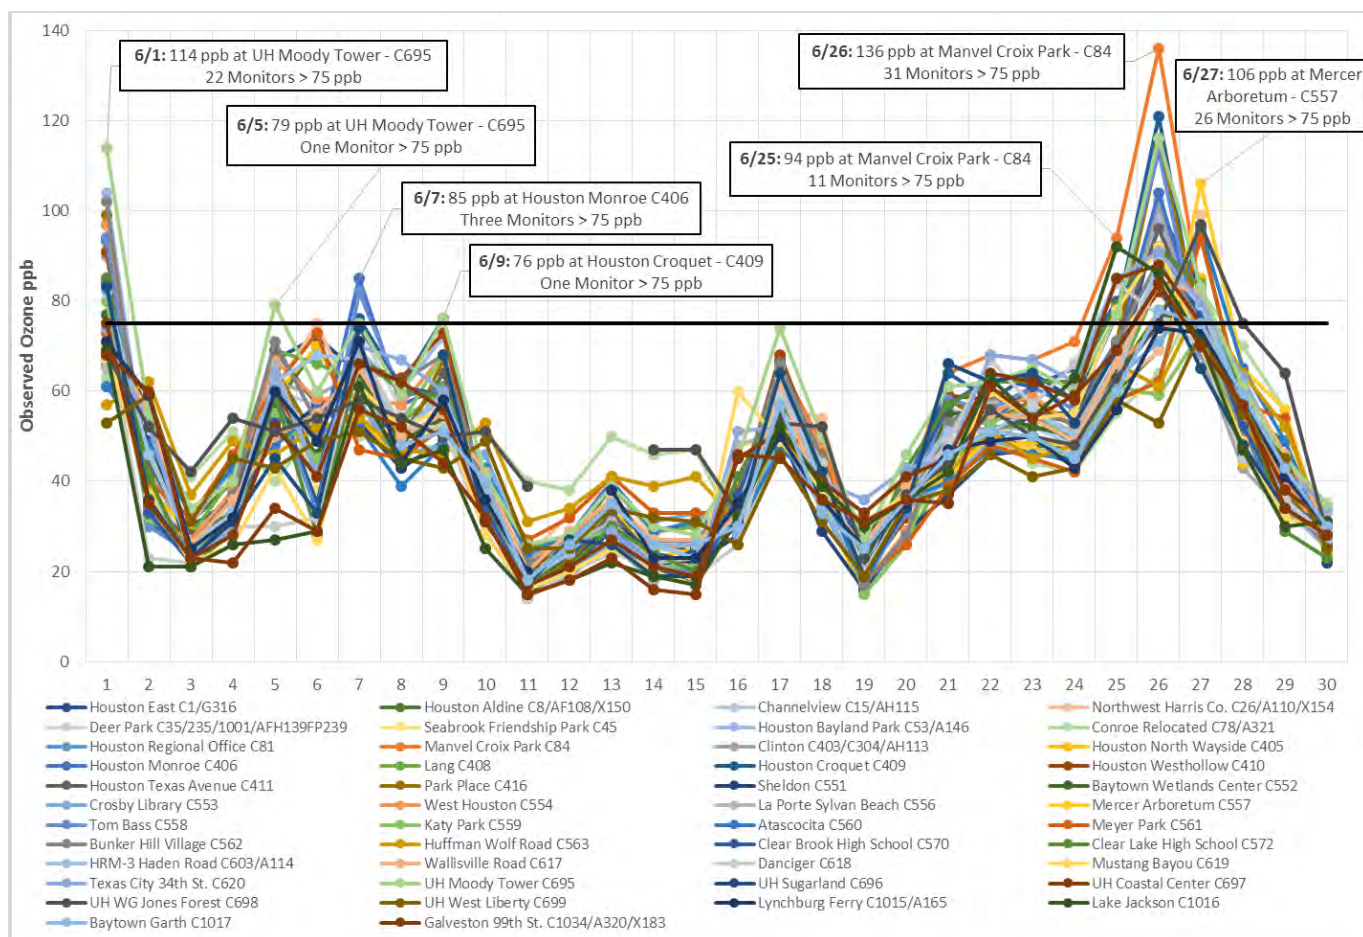 140
120
100
80
60
40
20
0
Observed Ozone ppb
6/1: 114 ppb at UH Moody Tower - C695
22 Monitors > 75 ppb
6/5: 79 ppb at UH Moody Tower - C695
One Monitor > 75 ppb
6/7: 85 ppb at Houston Monroe C406
Three Monitors > 75 ppb
6/9: 76 ppb at Houston Croquet - C409
One Monitor > 75 ppb
6/26: 136 ppb at Manvel Croix Park - C84
31 Monitors > 75 ppb
6/27: 106 ppb at Mercer
Arboretum - C557
26 Monitors > 75 ppb
6/25: 94 ppb at Manvel Croix Park - C84
11 Monitors > 75 ppb
1 2 3 4 5 6 7 8 9 10 11 12 13 14 15 16 17 18 19 20 21 22 23 24 25 26 27 28 29 30
Houston East C1/G316 Houston Aldine C8/AF108/X150 Channelview C15/AH115 Northwest Harris Co. C26/A110/X154
Deer Park C35/235/1001/AFH139FP239 Seabrook Friendship Park C45 Houston Bayland Park C53/A146 Conroe Relocated C78/A321
Houston Regional Office C81 Manvel Croix Park C84 Clinton C403/C304/AH113 Houston North Wayside C405
Houston Monroe C406 Lang C408 Houston Croquet C409 Houston Westhollow C410
Houston Texas Avenue C411 Park Place C416 Sheldon C551 Baytown Wetlands Center C552
Crosby Library C553 West Houston C554 La Porte Sylvan Beach C556 Mercer Arboretum C557
Tom Bass C558 Katy Park C559 Atascocita C560 Meyer Park C561
Bunker Hill Village C562 Huffman Wolf Road C563 Clear Brook High School C570 Clear Lake High School C572
HRM-3 Haden Road C603/A114 Wallisville Road C617 Danciger C618 Mustang Bayou C619
Texas City 34th St. C620 UH Moody Tower C695 UH Sugarland C696 UH Coastal Center C697
UH WG Jones Forest C698 UH West Liberty C699 Lynchburg Ferry C1015/A165 Lake Jackson C1016
Baytown Garth C1017 Galveston 99th St. C1034/A320/X183